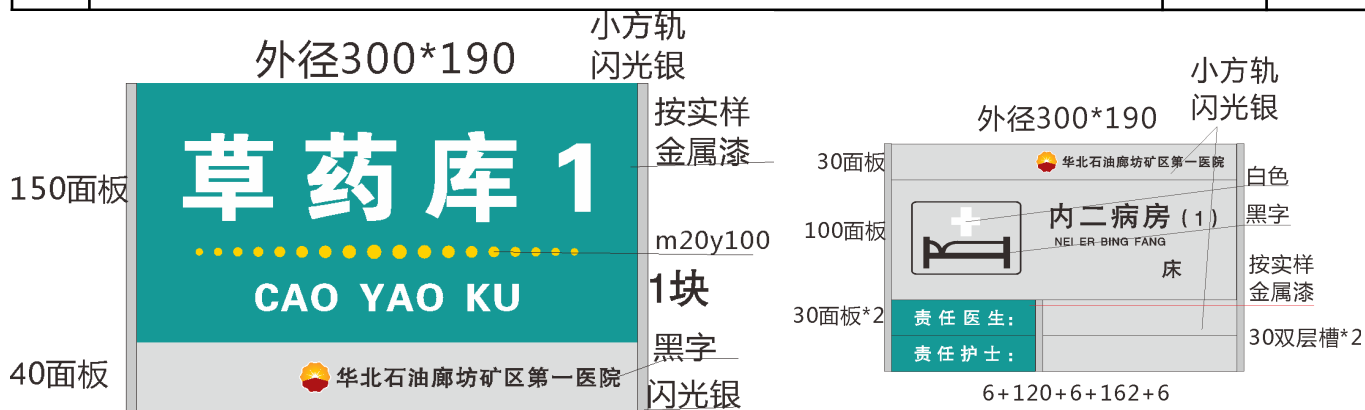 外径300*190
小方轨
闪光银
草药库1
CAO YAO KU
华北石油廊坊矿区第一医院
150面板
40面板
按实样
金属漆
m20y100
1块
黑字
闪光银
外径300*190
小方轨
闪光银
30面板
100面板
30面板*2
华北石油廊坊矿区第一医院
内二病房(1)
NEI ER BING FANG
床
责任医生:
责任护士:
白色
黑字
按实样
金属漆
30双层槽*2
6+120+6+162+6